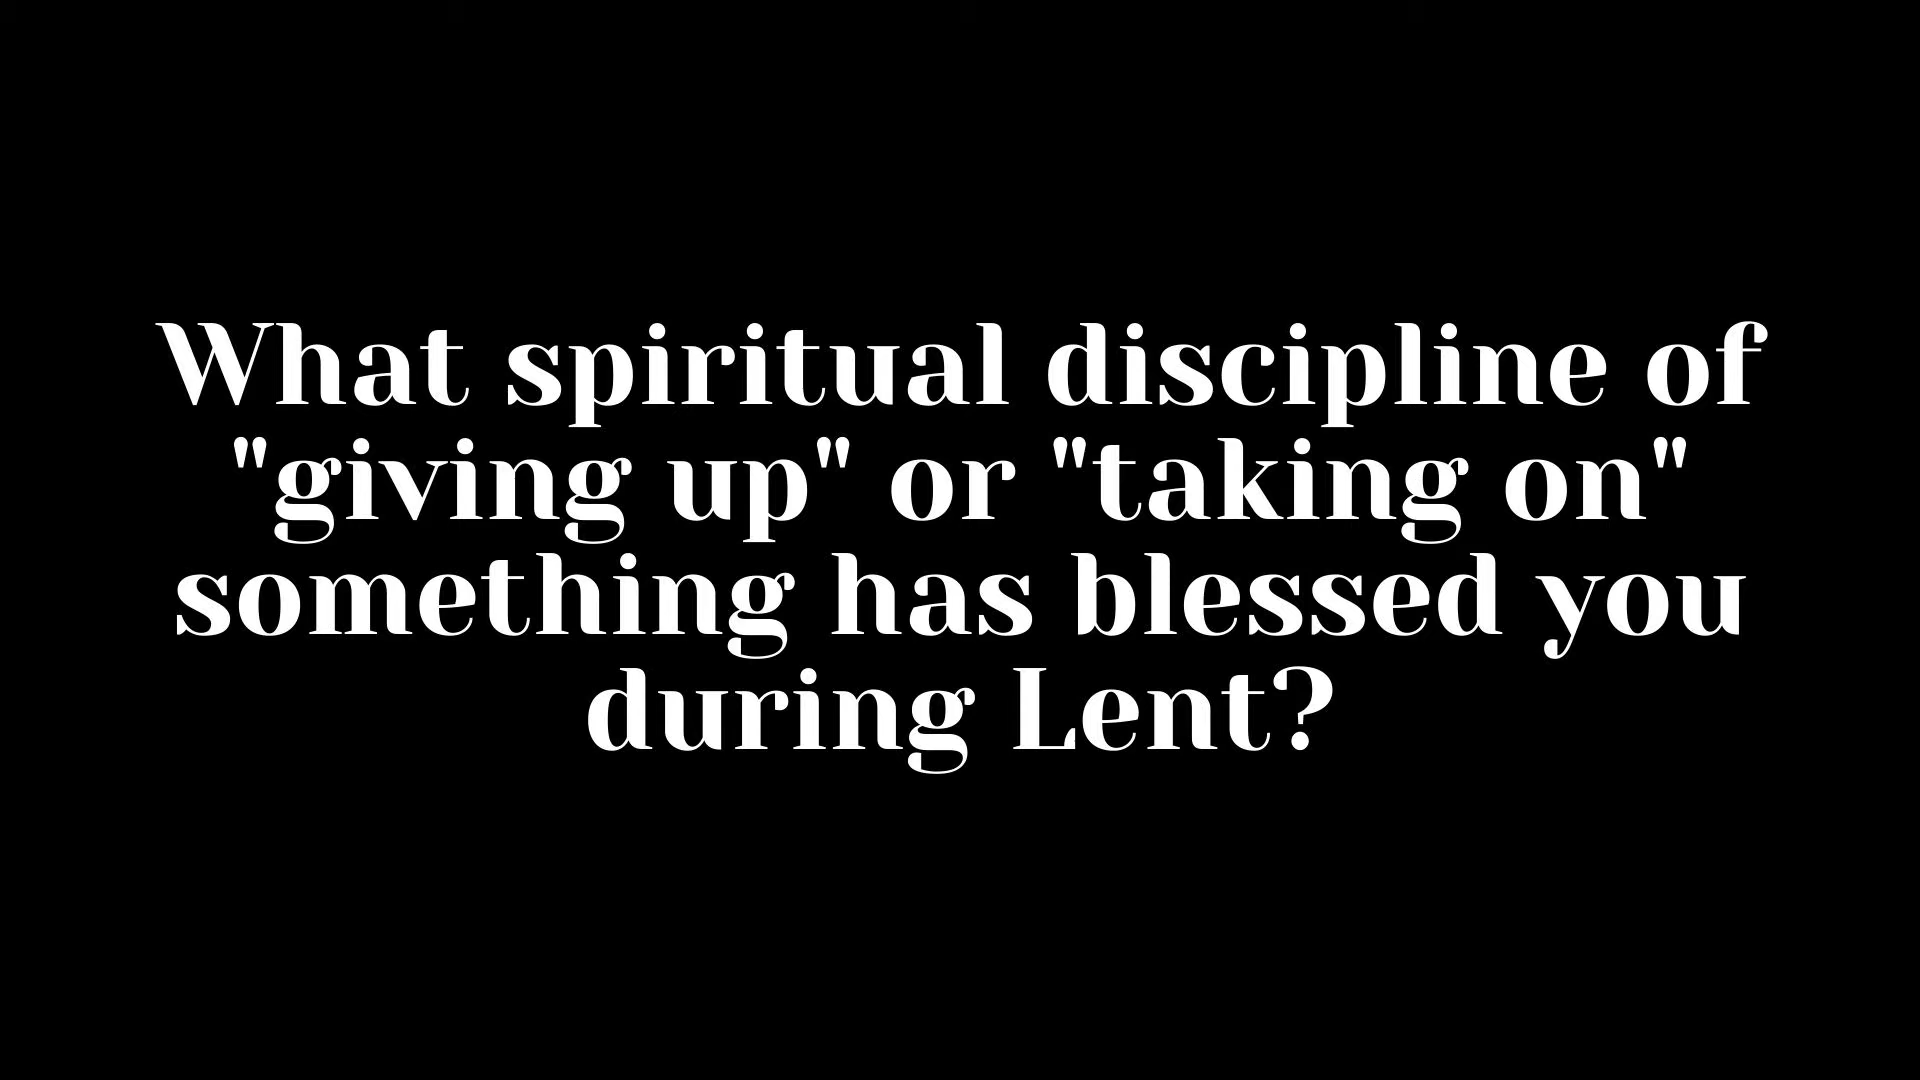 What spiritual discipline of
"giving up" or "taking on"
something has blessed you
during Lent?